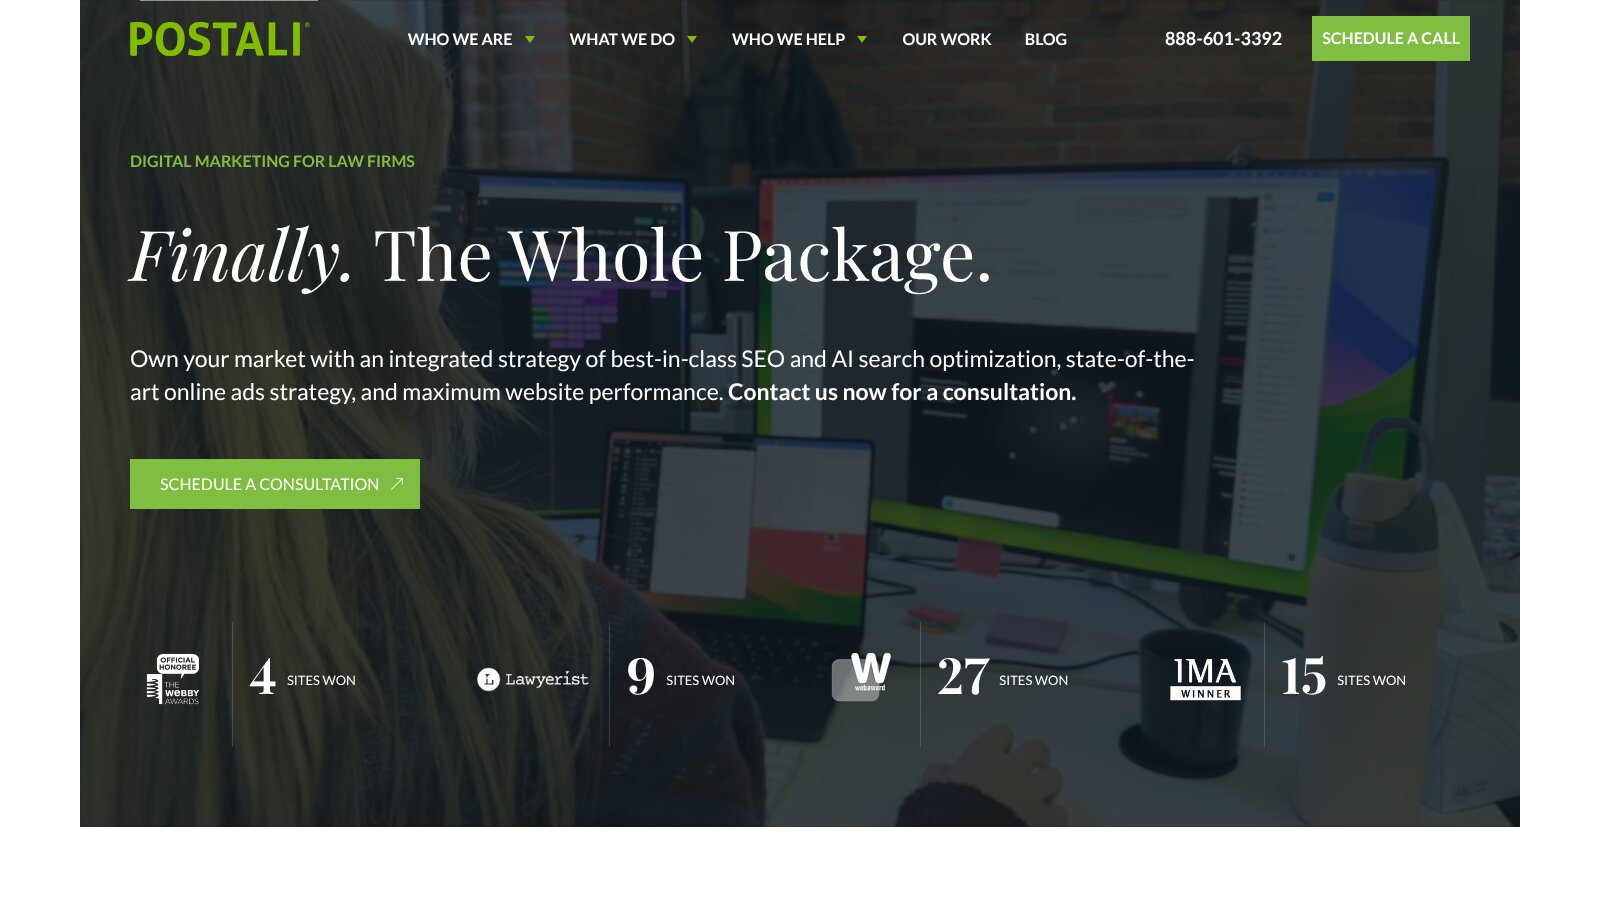 POSTALI®
WHO WE ARE
WHAT WE DO
WHO WE HELP
OUR WORK
BLOG
888-601-3392
SCHEDULE A CALL
DIGITAL MARKETING FOR LAW FIRMS
Finally. The Whole Package.
Own your market with an integrated strategy of best-in-class SEO and AI search optimization, state-of-the-
art online ads strategy, and maximum website performance. Contact us now for a consultation.
SCHEDULE A CONSULTATION
OFFICIAL
HONOREE
THE
WEBBY
AWARDS
4 SITES WON
L Lawyerist
9 SITES WON
W
webaward
27 SITES WON
IMA
WINNER
15 SITES WON